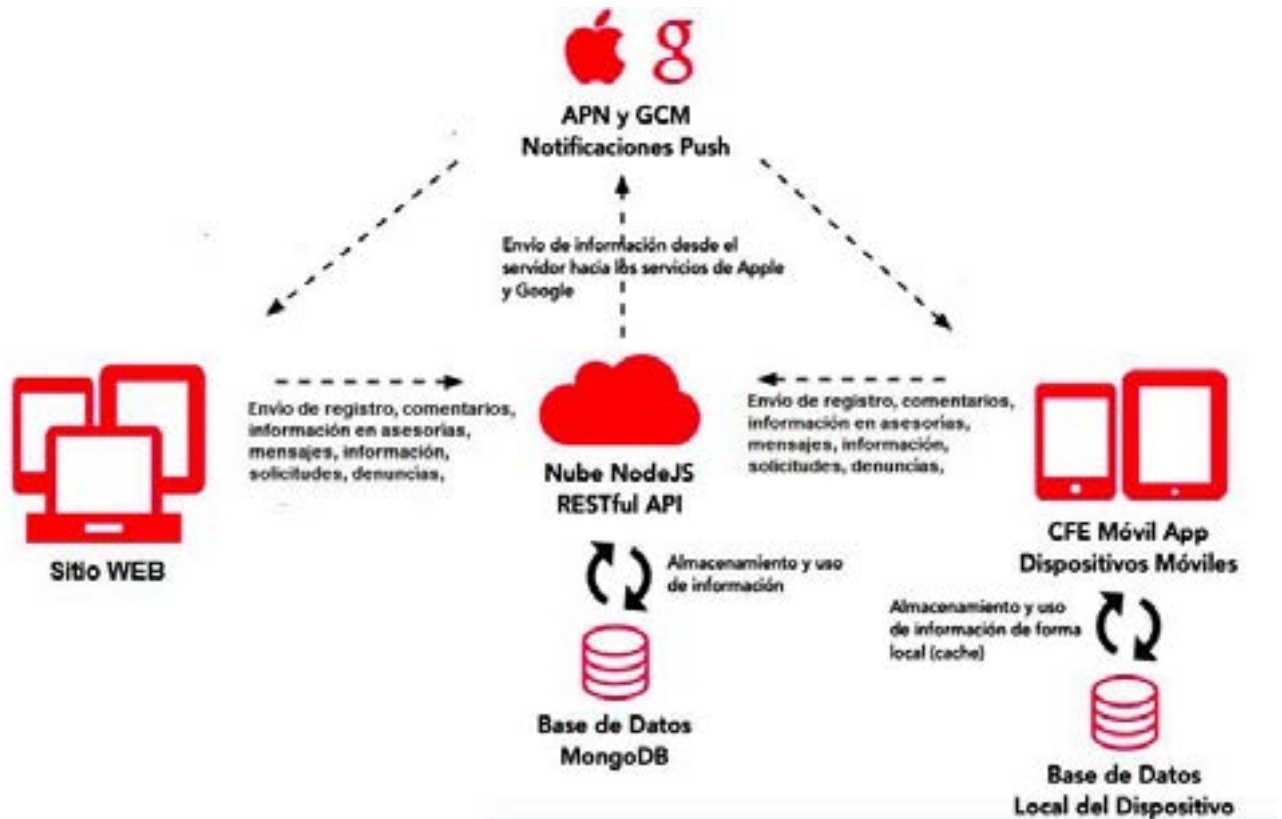 APN y GCM
Notificaciones Push
Envío de información desde el
servidor hacia los servicios de Apple
y Google
Envio de registro, comentarios,
información en asesorias,
mensajes, información,
solicitudes, denuncias,
Nube NodeJS
RESTful API
Envio de registro, comentarios,
información en asesorias,
mensajes, información,
solicitudes, denuncias,
Sitio WEB
CFE Móvil App
Dispositivos Móviles
Almacenamiento y uso
de información
Almacenamiento y uso
de información de forma
local (cache)
Base de Datos
MongoDB
Base de Datos
Local del Dispositivo